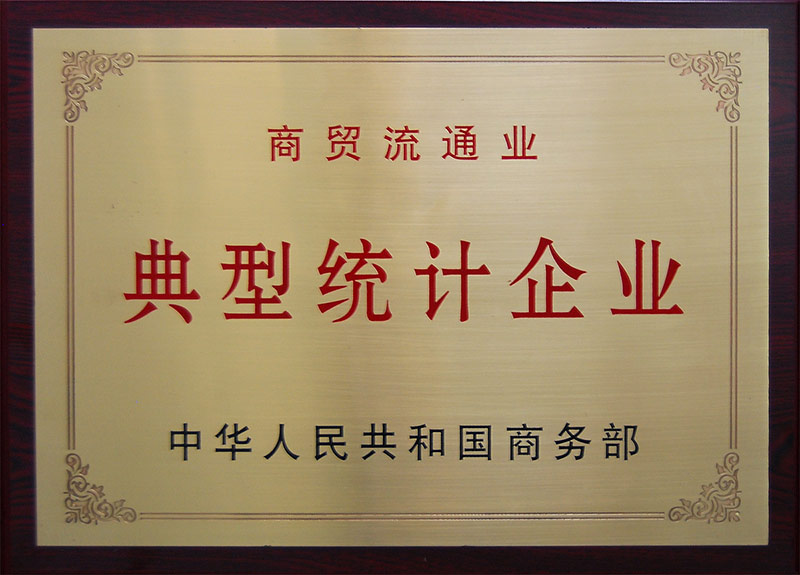 商贸流通业
典型统计企业
中华人民共和国商务部